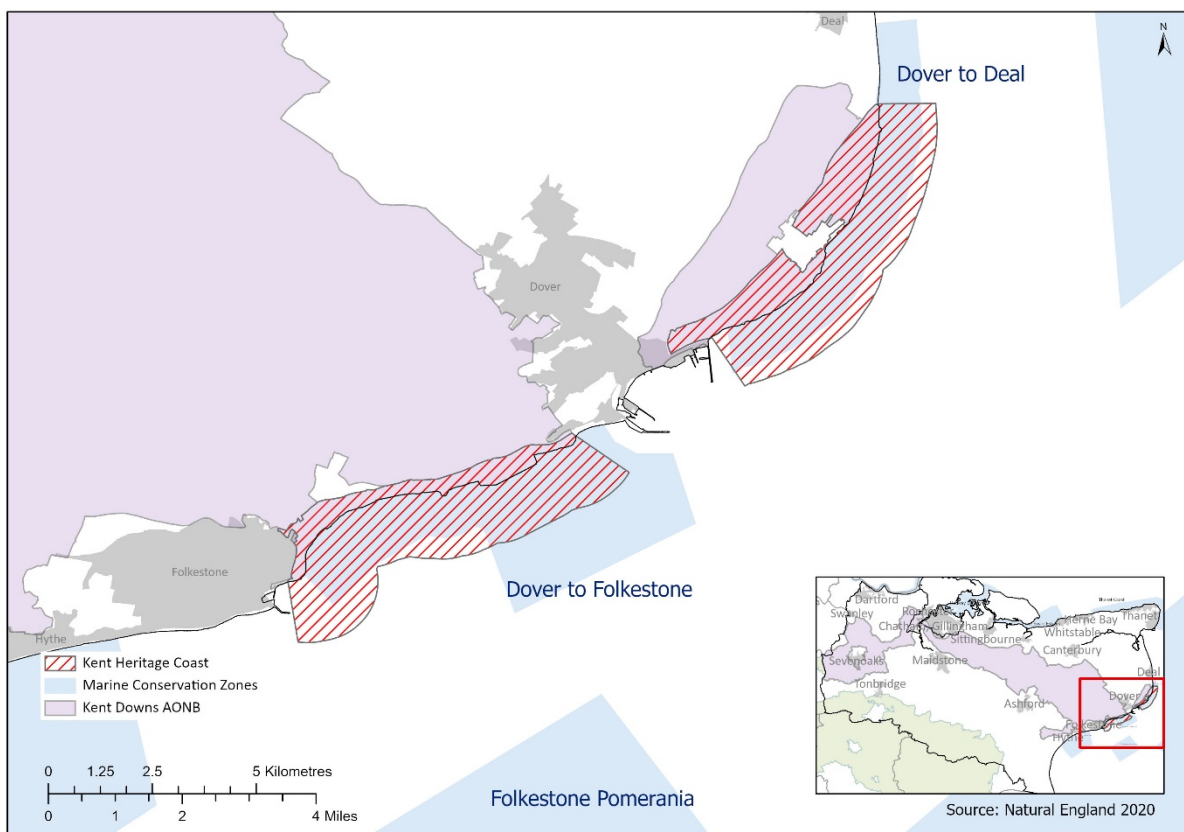 Deal
N
Dover to Deal
Dover
Folkestone
Dover to Folkestone
Hythe
Kent Heritage Coast
Marine Conservation Zones
Kent Downs AONB
0 1.25 2.5 5 Kilometres
0 1 2 4 Miles
Folkestone Pomerania
Dartford
Swanley
Chatham
Gillingham
Sittingbourne
Herne Bay
Whitstable
Thanet
Canterbury
Sevenoaks
Maidstone
Tonbridge
Ashford
Deal
Dover
Folkestone
Hythe
Source: Natural England 2020